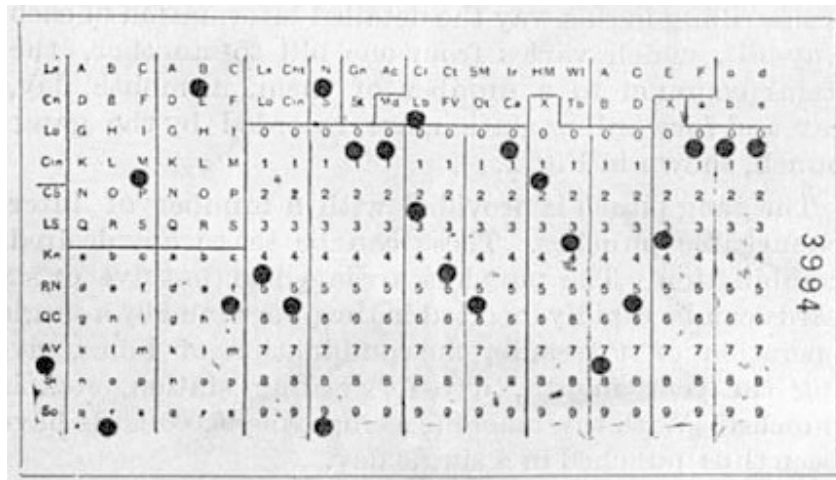 La A b C A B C La Cht N Gn Ad Cr Ct SM Ir HM WI A C E F a d
Cn D E F D E F Lo Cin S Sk Md Lb FV Ot Ca X Tb B D b e
Lo G H I G H I 0 0 0 0 0 0 0 0 0 0 0 0 0 0 0 0 0
Cin K L M K L M 1 1 1 1 1 1 1 1 1 1 1 1 1 1 1 1 1
CS N O P N O P 2 2 2 2 2 2 2 2 2 2 2 2 2 2 2 2 2
LS Q R S Q R S 3 3 3 3 3 3 3 3 3 3 3 3 3 3 3 3 3
Kn a b c a b c 4 4 4 4 4 4 4 4 4 4 4 4 4 4 4 4 4
RN d e f d e f 5 5 5 5 5 5 5 5 5 5 5 5 5 5 5 5 5
QC g h i g h 6 6 6 6 6 6 6 6 6 6 6 6 6 6 6 6 6
AV k l m k l m 7 7 7 7 7 7 7 7 7 7 7 7 7 7 7 7 7
n o p n o p 8 8 8 8 8 8 8 8 8 8 8 8 8 8 8 8 8
So q r s q r s 9 9 9 9 9 9 9 9 9 9 9 9 9 9 9 9 9
3994